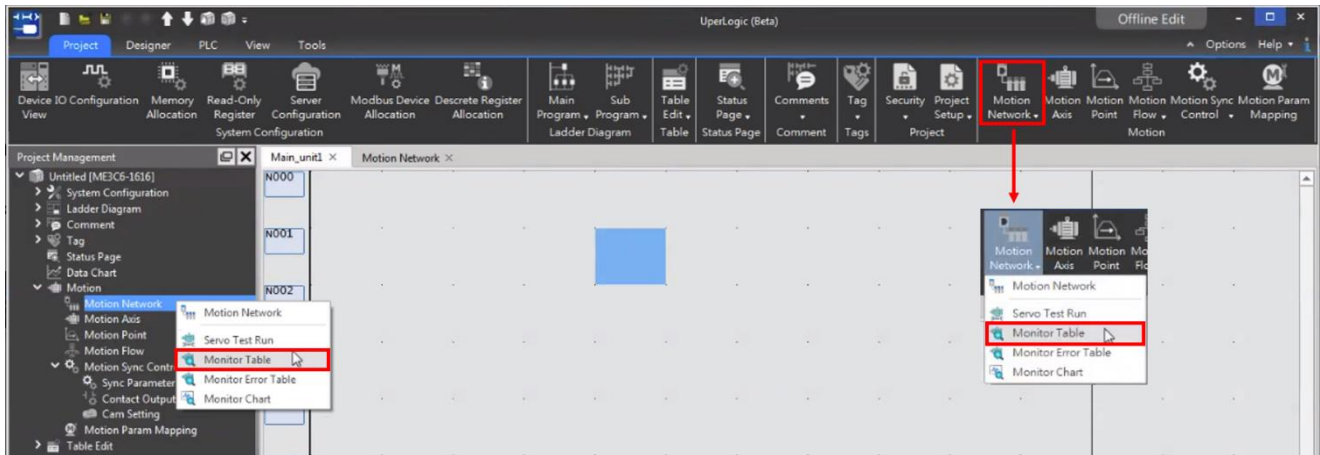 UperLogic (Beta)
Offline Edit
Project Designer PLC View Tools
Options Help
Device IO Configuration View
Memory Allocation
Read-Only Register
Server Configuration
Modbus Device Allocation
Descrete Register Allocation
System Configuration
Main Program
Sub Program
Ladder Diagram
Table Edit
Table
Status Page
Status Page
Comments
Comment
Tag
Tags
Security
Project Setup
Project
Motion Network
Motion Axis
Motion Point
Motion Flow
Motion Sync Control
Motion Param Mapping
Motion
Project Management
Main_unit1
Motion Network
Untitled [ME3C6-1616]
System Configuration
Ladder Diagram
Comment
Tag
Status Page
Data Chart
Motion
Motion Network
Motion Axis
Motion Point
Motion Flow
Motion Sync Contr
Sync Parameter
Contact Output
Cam Setting
Motion Param Mapping
Table Edit
N000
N001
N002
Motion Network
Servo Test Run
Monitor Table
Monitor Error Table
Monitor Chart
Motion Network
Motion Axis
Motion Point
Motion Network
Servo Test Run
Monitor Table
Monitor Error Table
Monitor Chart